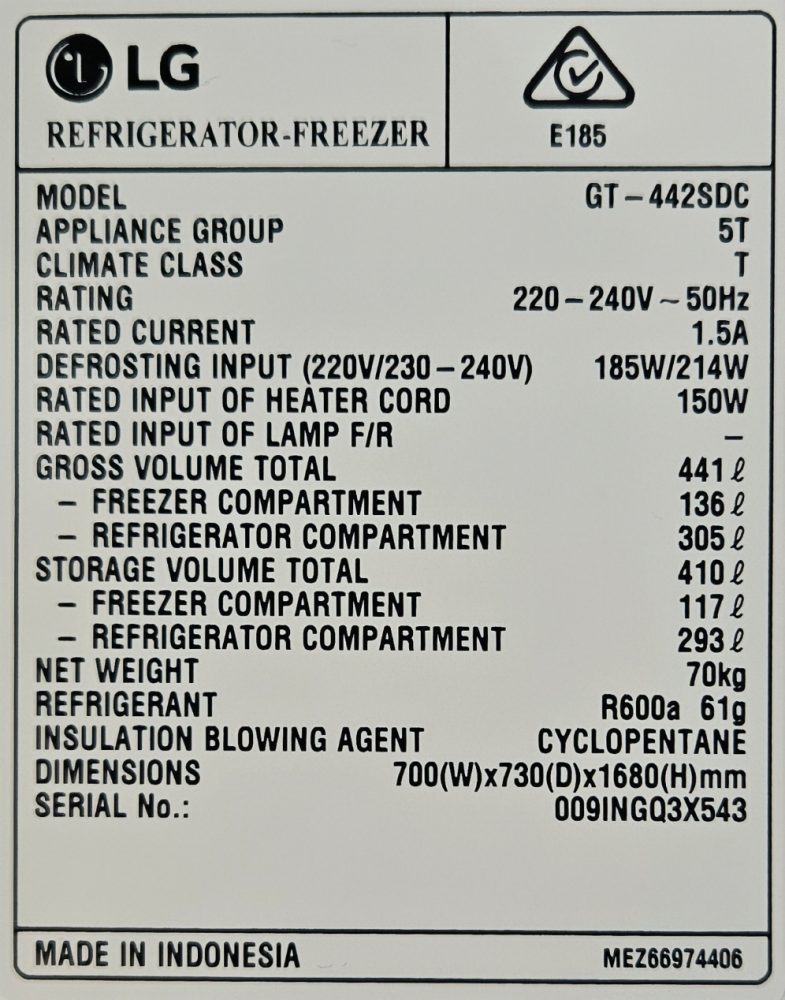 LG
REFRIGERATOR-FREEZER
E185
MODEL GT-442SDC
APPLIANCE GROUP 5T
CLIMATE CLASS T
RATING 220-240V ~ 50Hz
RATED CURRENT 1.5A
DEFROSTING INPUT (220V/230-240V) 185W/214W
RATED INPUT OF HEATER CORD 150W
RATED INPUT OF LAMP F/R –
GROSS VOLUME TOTAL 441 ℓ
– FREEZER COMPARTMENT 136 ℓ
– REFRIGERATOR COMPARTMENT 305 ℓ
STORAGE VOLUME TOTAL 410 ℓ
– FREEZER COMPARTMENT 117 ℓ
– REFRIGERATOR COMPARTMENT 293 ℓ
NET WEIGHT 70kg
REFRIGERANT R600a 61g
INSULATION BLOWING AGENT CYCLOPENTANE
DIMENSIONS 700(W)x730(D)x1680(H)mm
SERIAL No.: 009INGQ3X543
MADE IN INDONESIA MEZ66974406